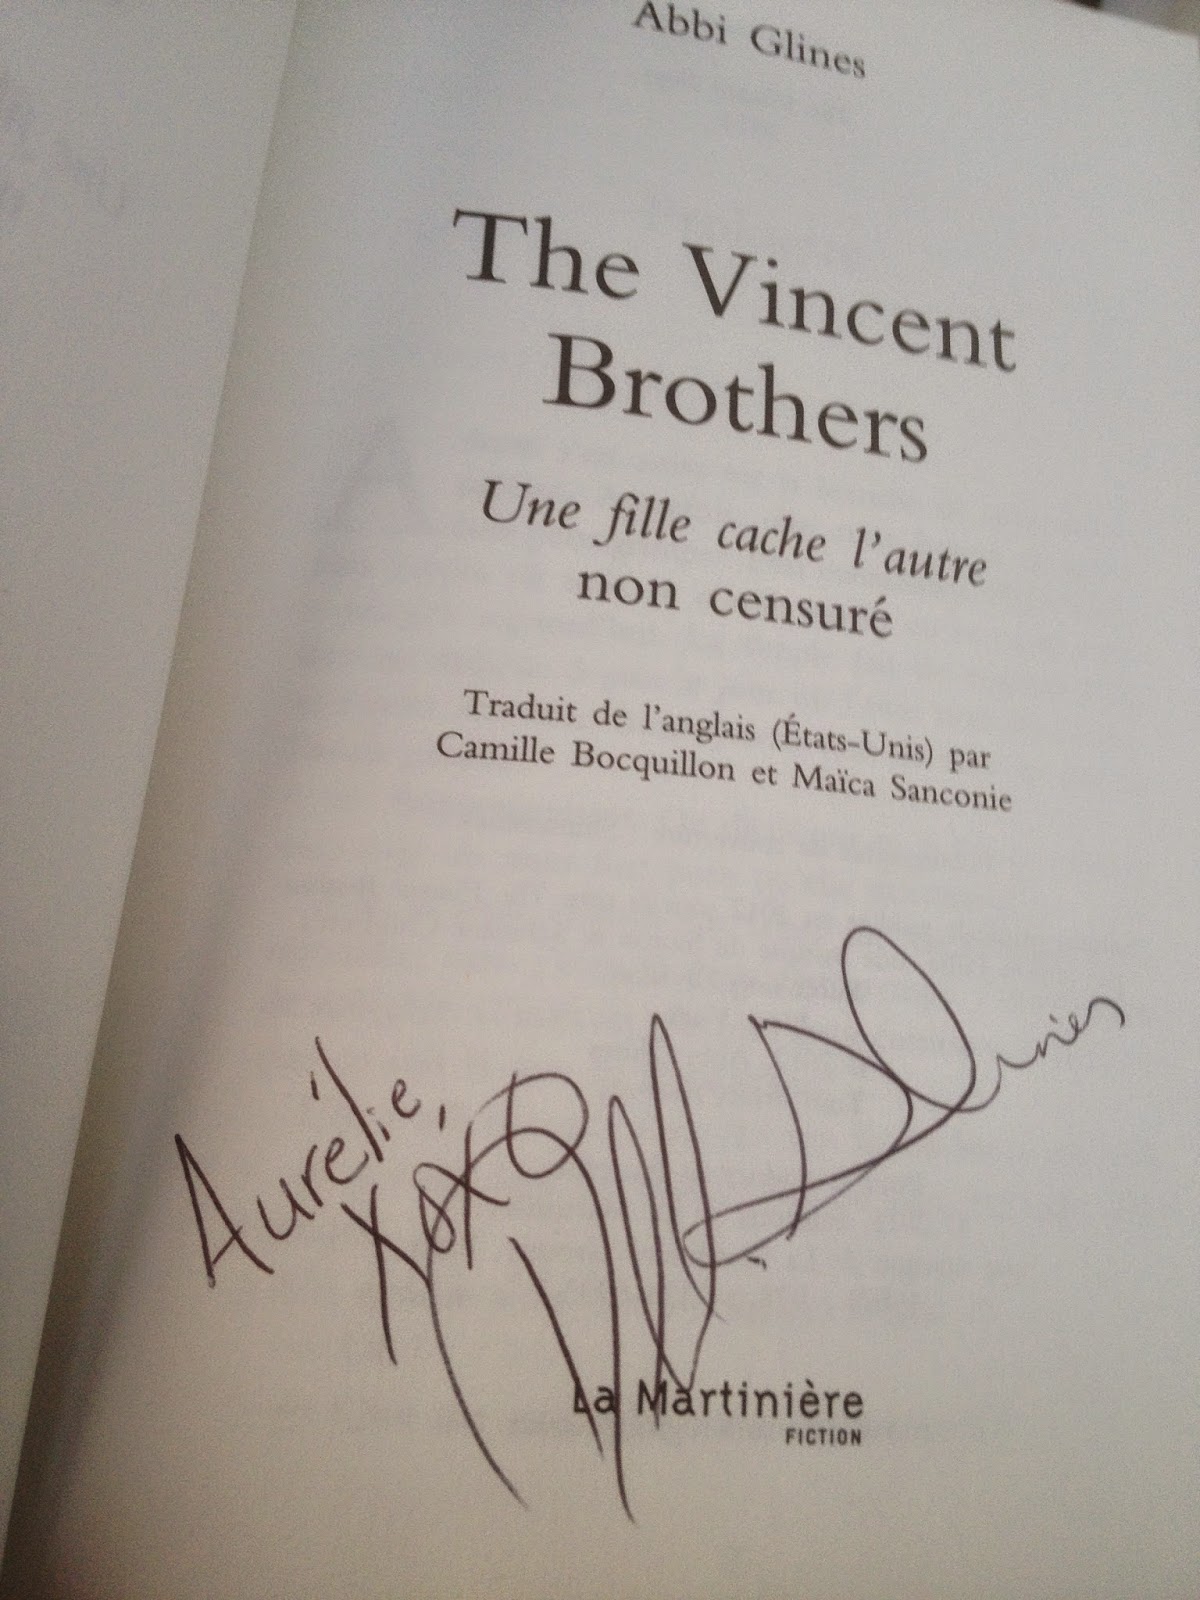 Abbi Glines
The Vincent
Brothers
Une fille cache l'autre
non censuré
Traduit de l'anglais (États-Unis) par
Camille Bocquillon et Maïca Sanconie
Aurélie,
XOXO
La Martinière
FICTION